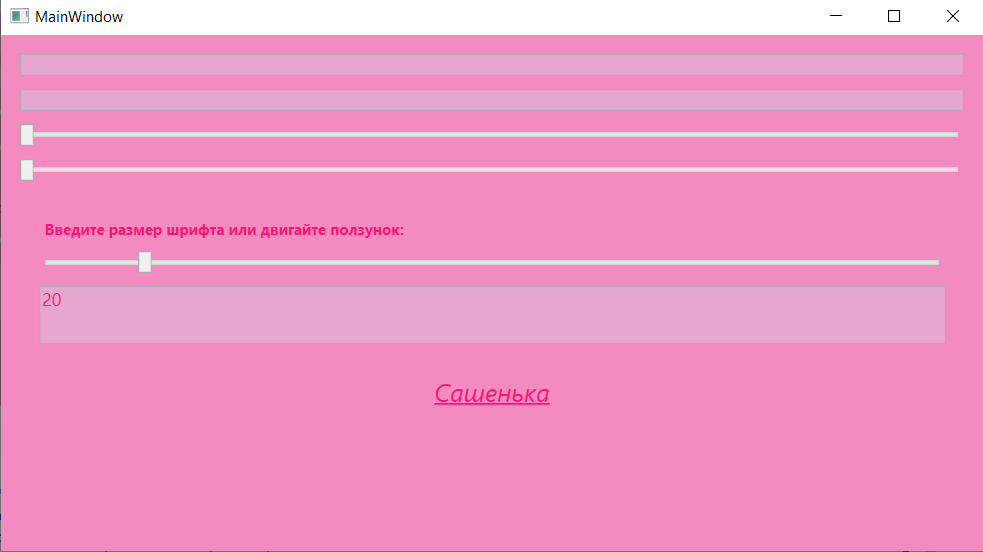 MainWindow
Введите размер шрифта или двигайте ползунок:
20
Сашенька